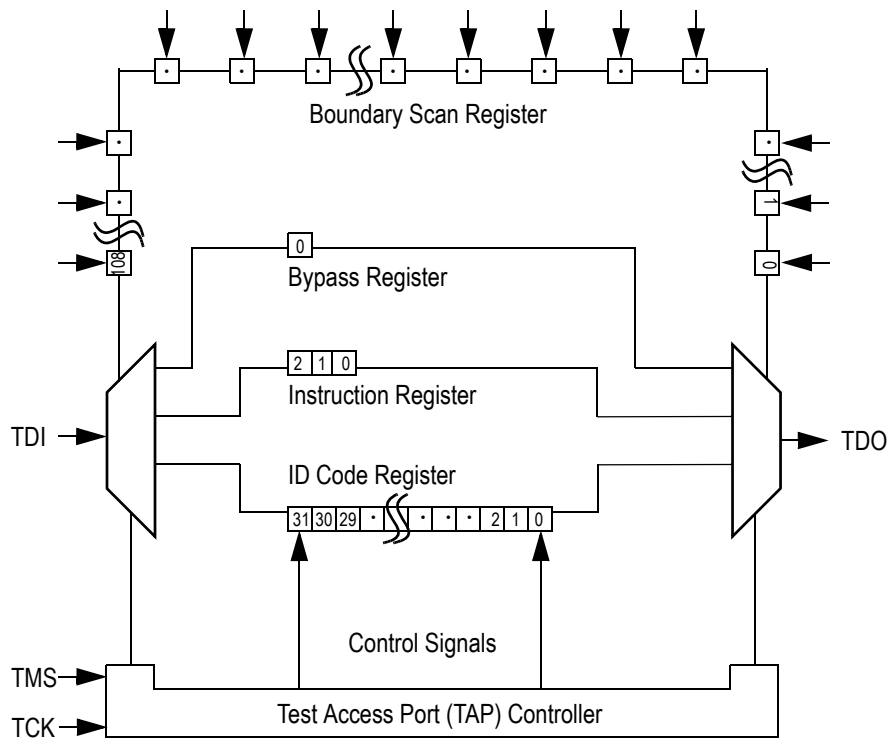 Boundary Scan Register
1
108
0
0
Bypass Register
2 1 0
Instruction Register
TDI
TDO
ID Code Register
31 30 29 · · · · 2 1 0
Control Signals
TMS
Test Access Port (TAP) Controller
TCK